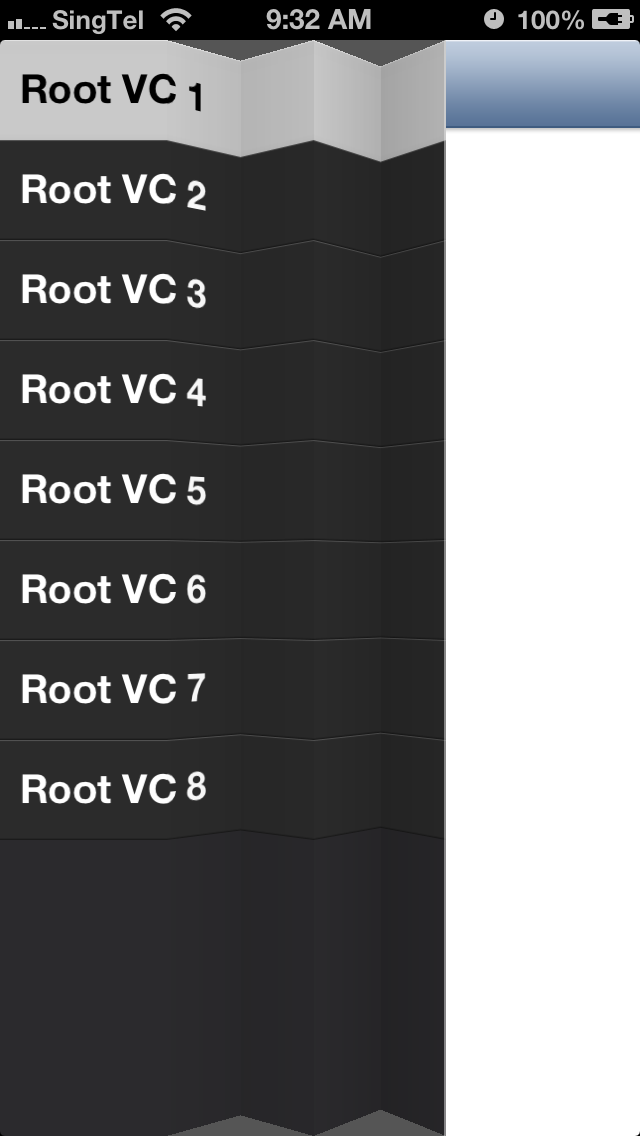 SingTel 9:32 AM 100%
Root VC 1
Root VC 2
Root VC 3
Root VC 4
Root VC 5
Root VC 6
Root VC 7
Root VC 8